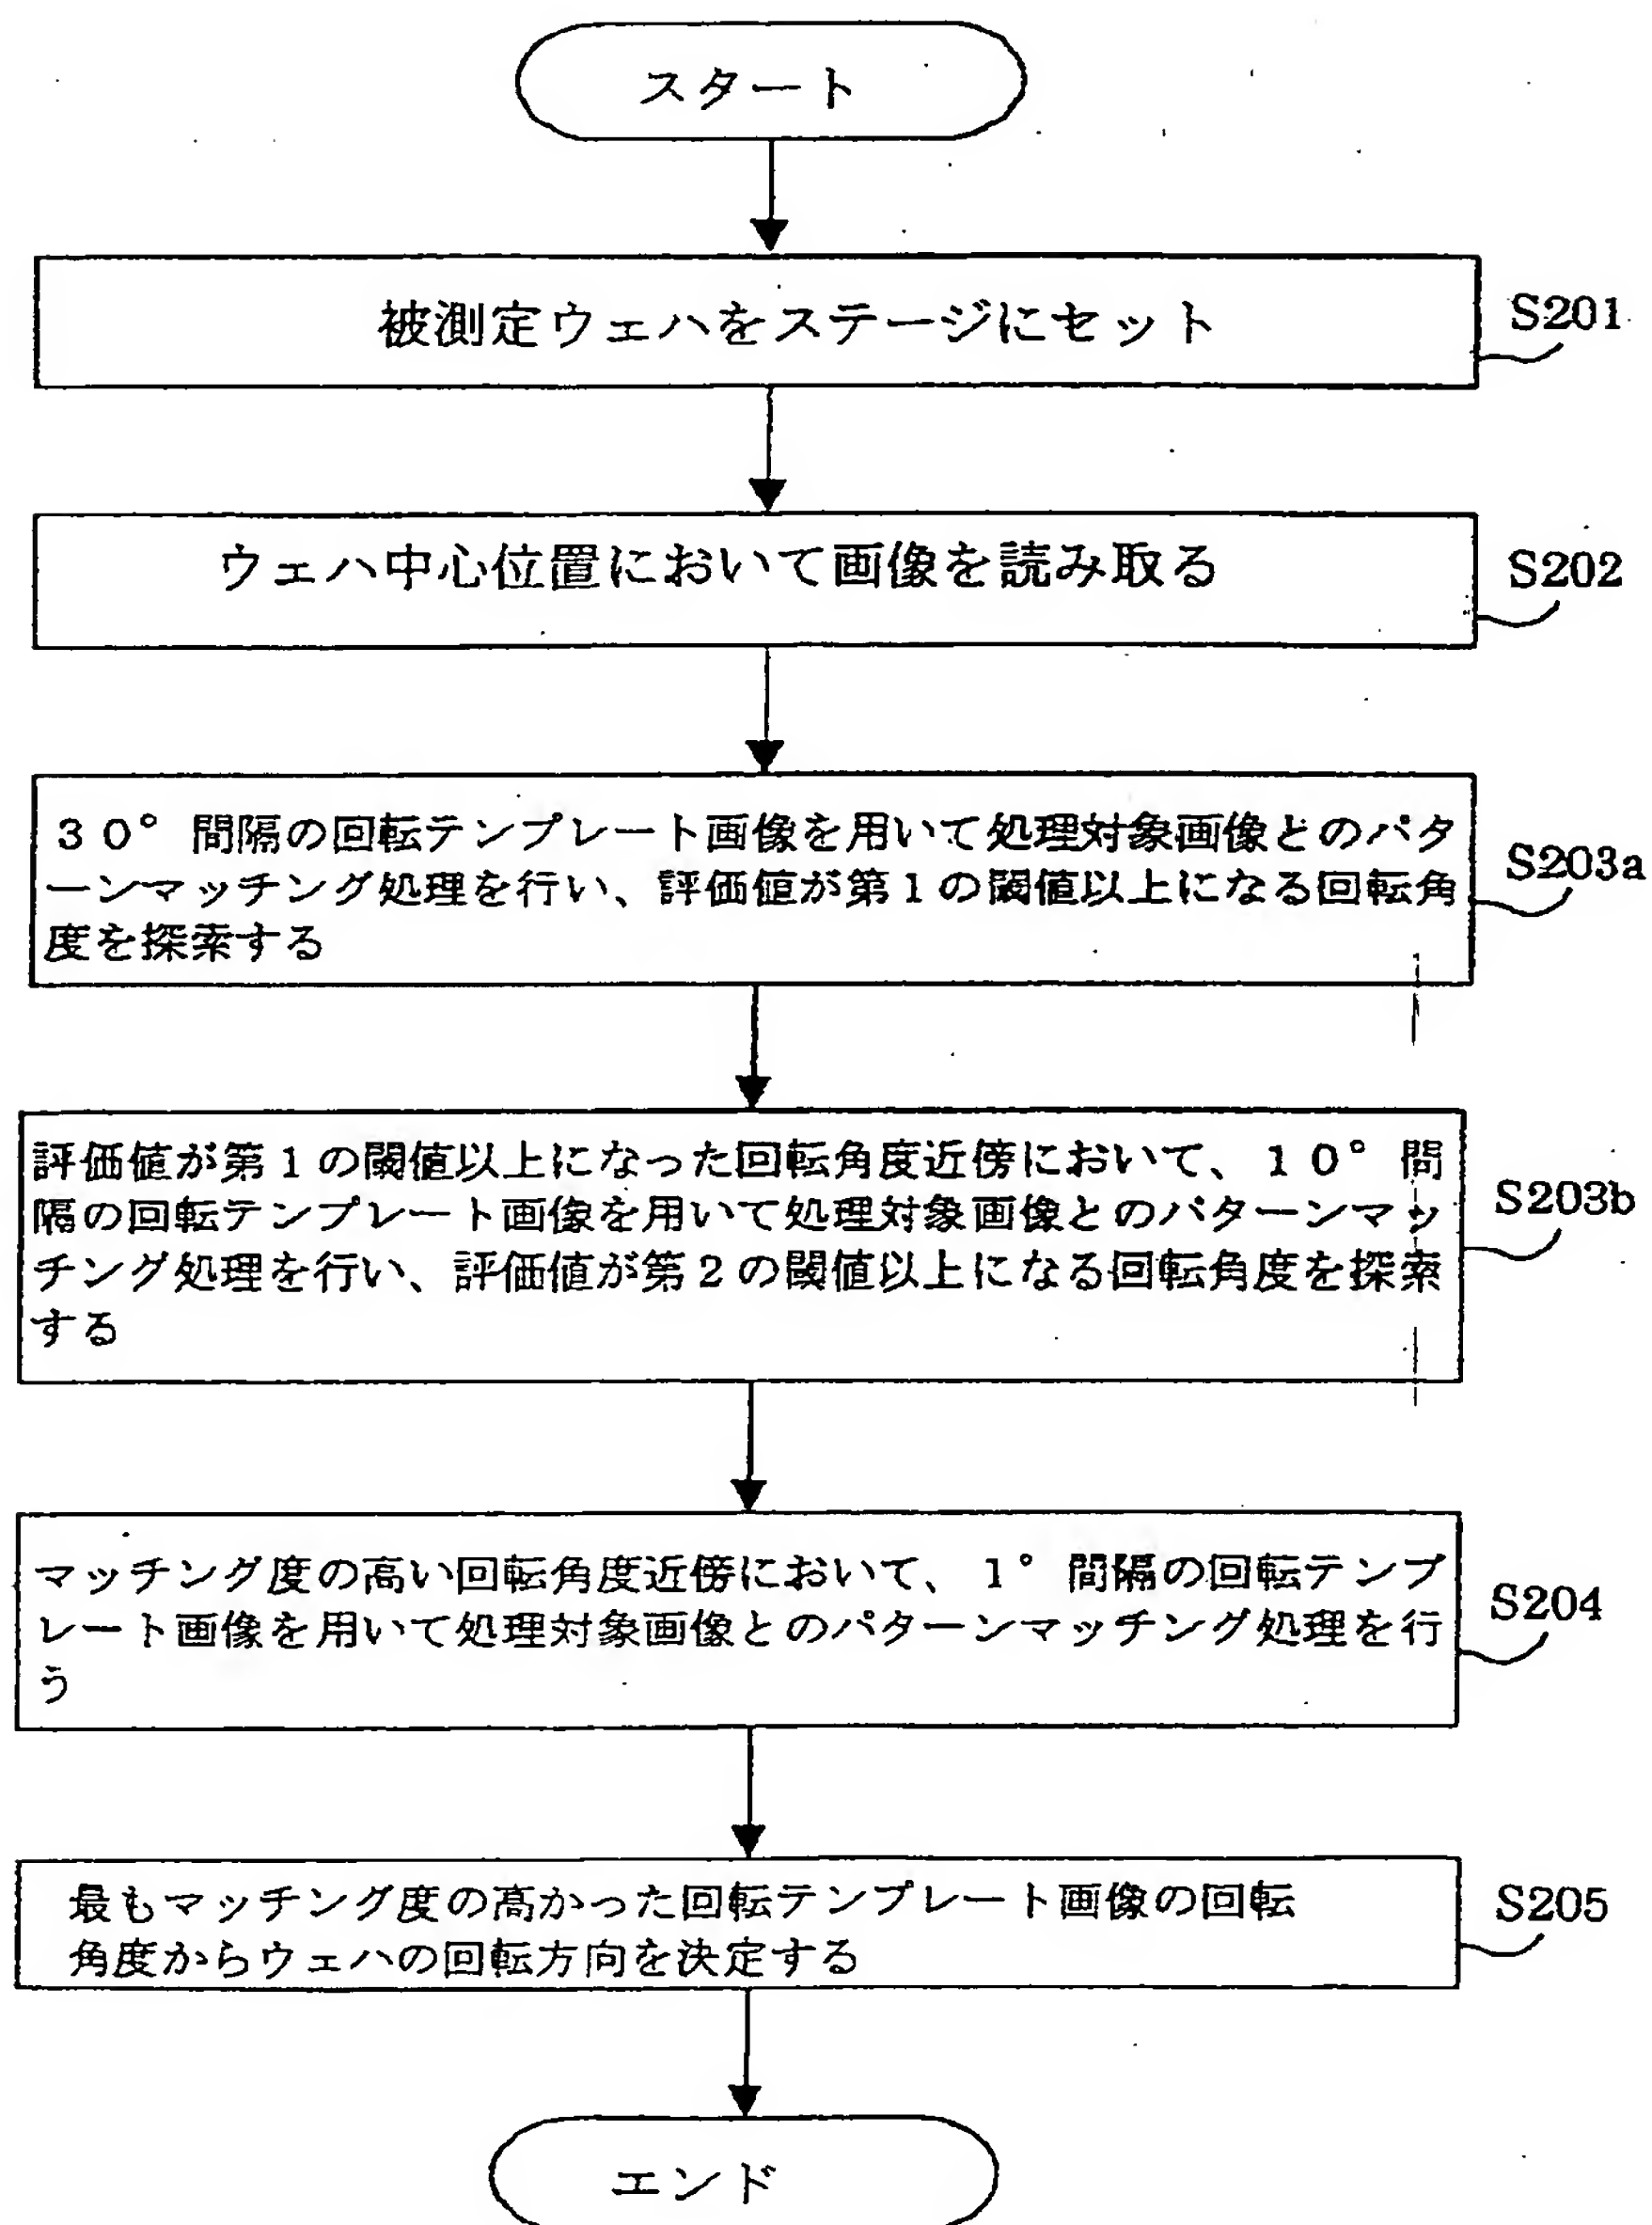 スタート
被測定ウェハをステージにセット
S201
ウェハ中心位置において画像を読み取る
S202
30° 間隔の回転テンプレート画像を用いて処理対象画像とのパタ
ーンマッチング処理を行い、評価値が第1の閾値以上になる回転角
度を探索する
S203a
評価値が第1の閾値以上になった回転角度近傍において、10° 間
隔の回転テンプレート画像を用いて処理対象画像とのパターンマッ
チング処理を行い、評価値が第2の閾値以上になる回転角度を探索
する
S203b
マッチング度の高い回転角度近傍において、1° 間隔の回転テンプ
レート画像を用いて処理対象画像とのパターンマッチング処理を行
う
S204
最もマッチング度の高かった回転テンプレート画像の回転
角度からウェハの回転方向を決定する
S205
エンド